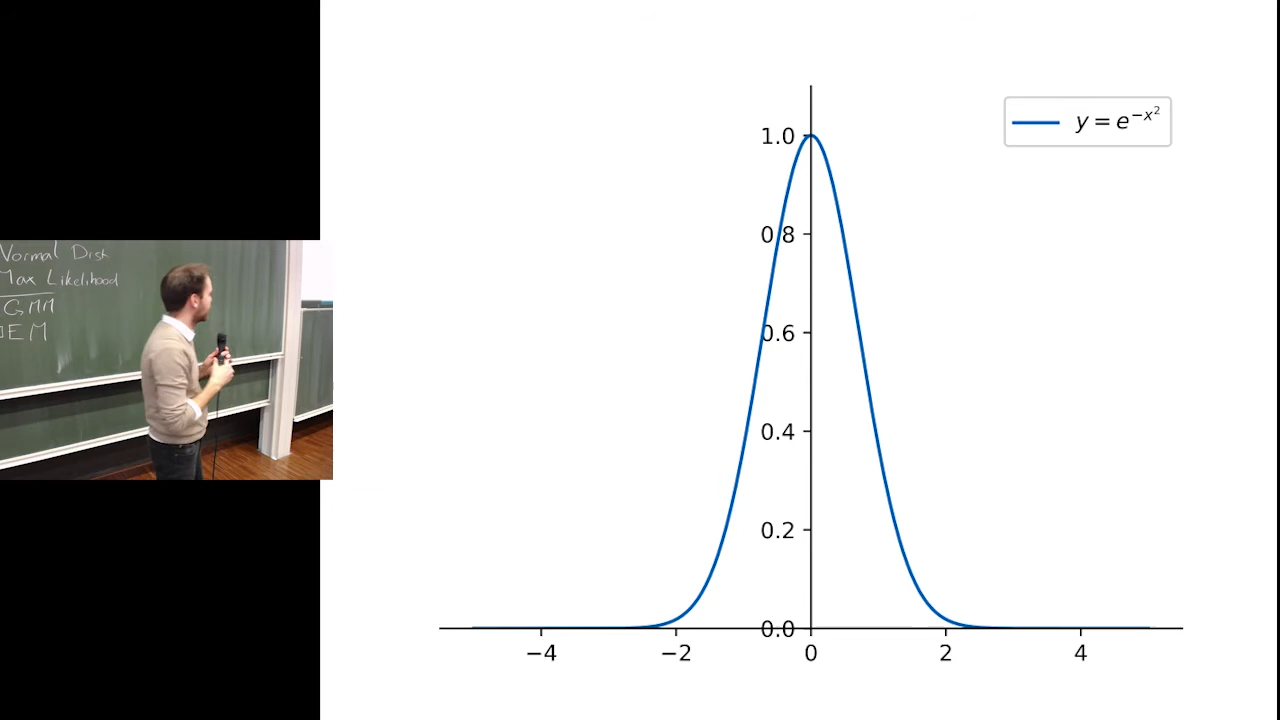 Normal Dist
Max Likelihood
GMM
EM
y = e^{-x^2}
1.0
0.8
0.6
0.4
0.2
0.0
−4 −2 0 2 4